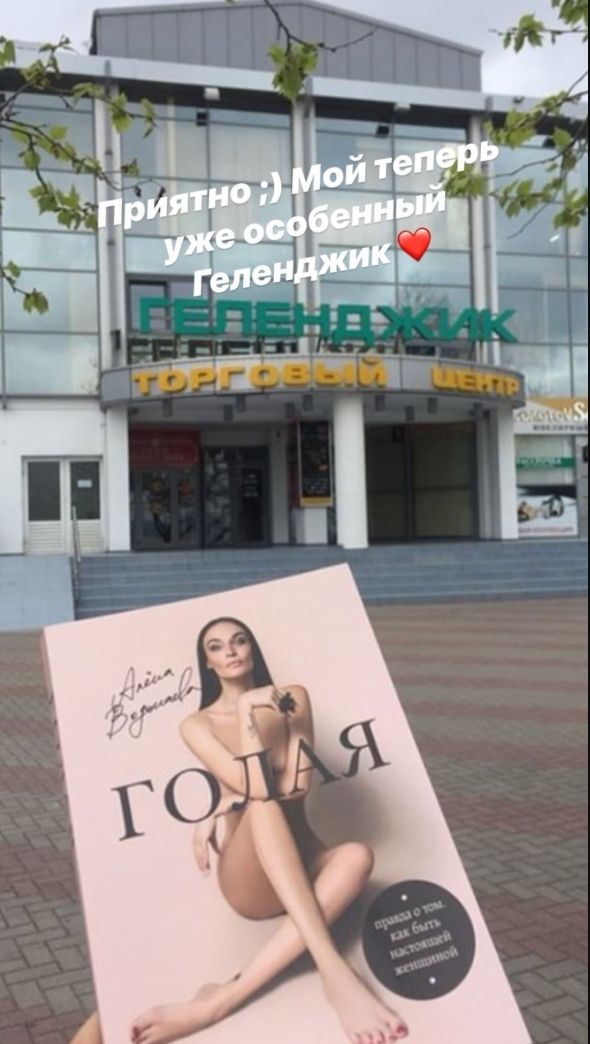 Приятно ;) Мой теперь
уже особенный
Геленджик ❤️
ГЕЛЕНДЖИК
ТОРГОВЫЙ ЦЕНТР
Алёна
Водонаева
ГОЛАЯ
правда о том,
как быть
настоящей
женщиной